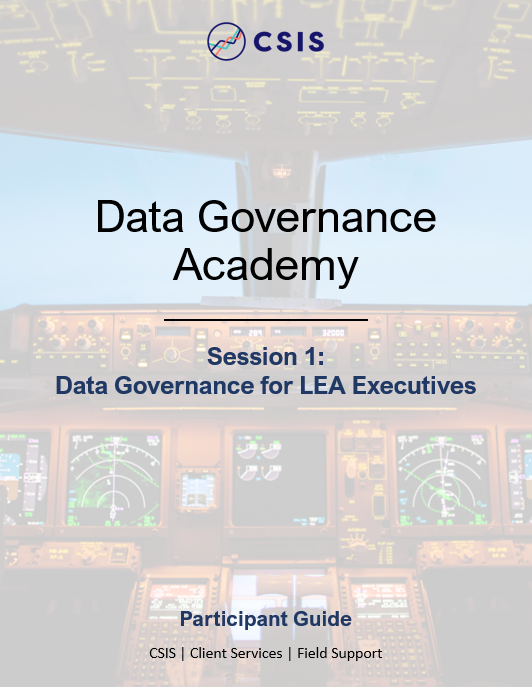 CSIS
Data Governance
Academy
Session 1:
Data Governance for LEA Executives
Participant Guide
CSIS | Client Services | Field Support